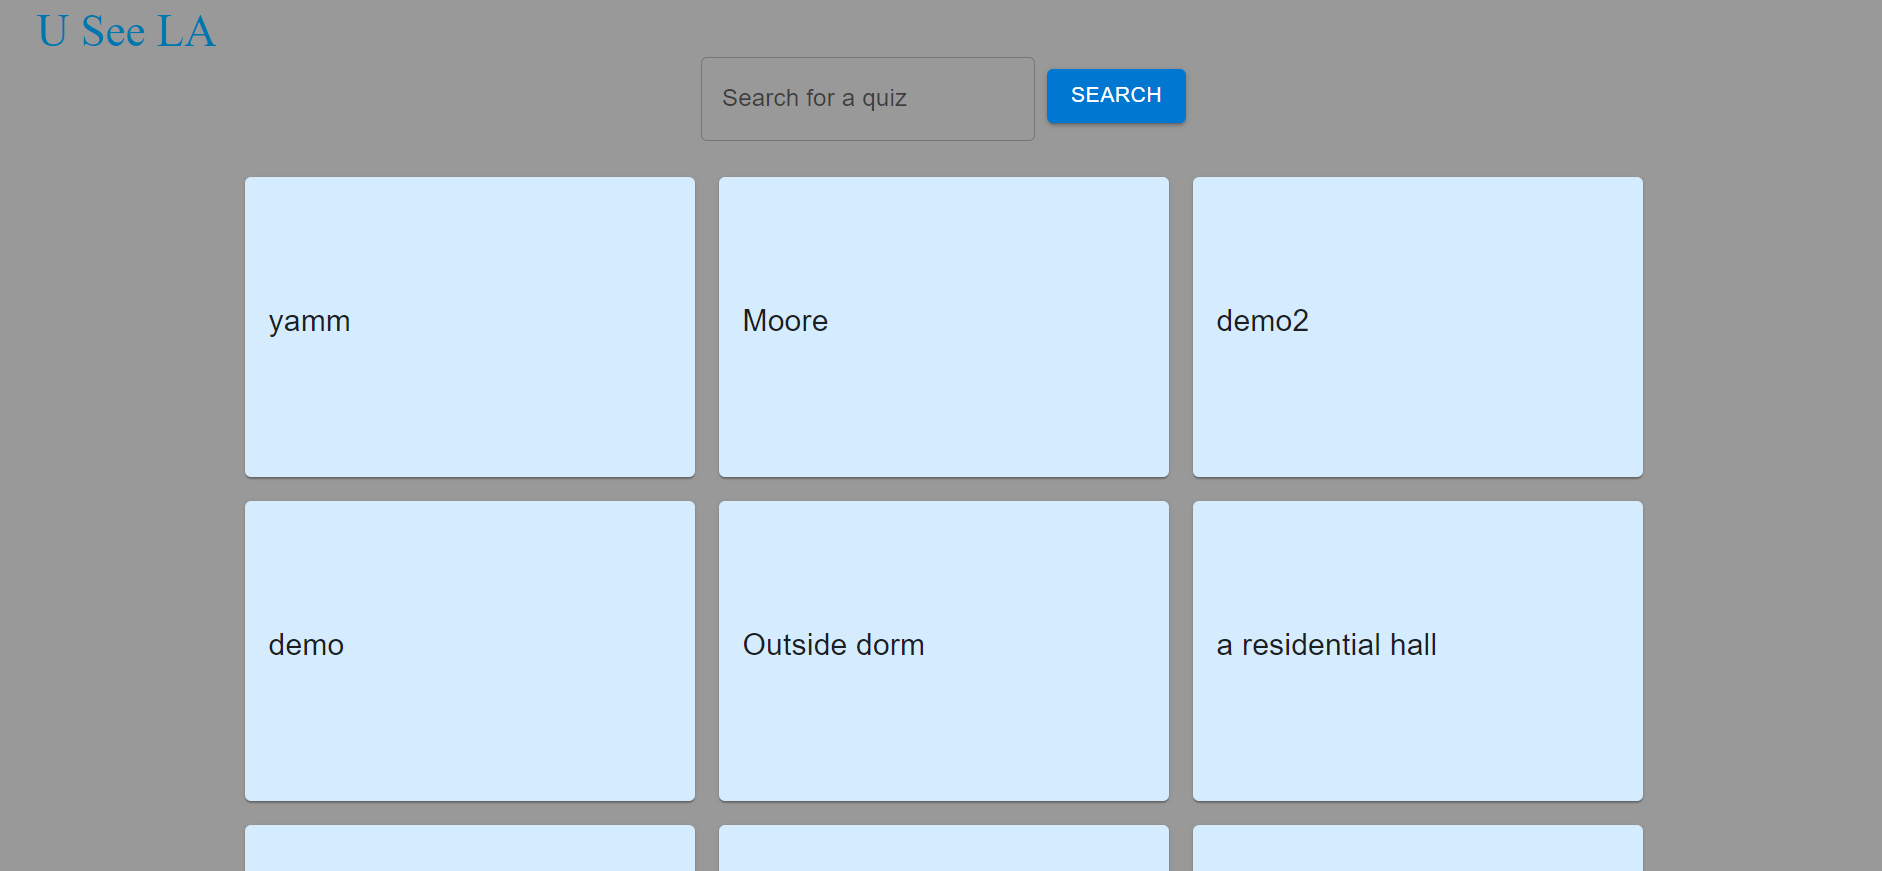 U See LA
Search for a quiz
SEARCH
yamm
Moore
demo2
demo
Outside dorm
a residential hall